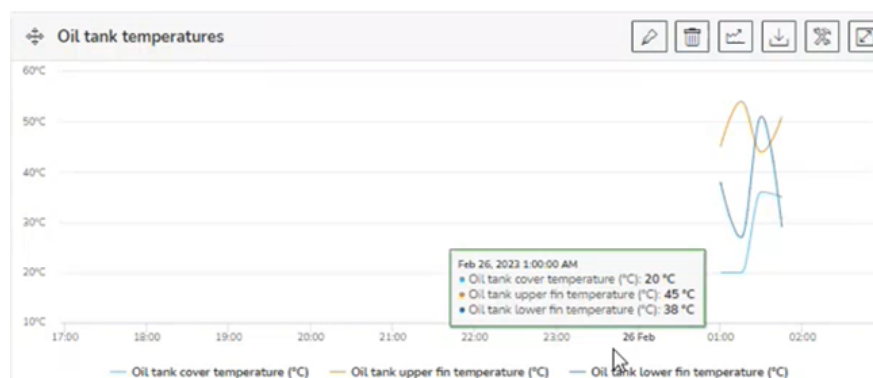 Oil tank temperatures
60°C
50°C
40°C
30°C
20°C
10°C
Feb 26, 2023 1:00:00 AM
Oil tank cover temperature (°C): 20 °C
Oil tank upper fin temperature (°C): 45 °C
Oil tank lower fin temperature (°C): 38 °C
17:00 18:00 19:00 20:00 21:00 22:00 23:00 26 Feb 01:00 02:00
Oil tank cover temperature (°C) Oil tank upper fin temperature (°C) Oil tank lower fin temperature (°C)